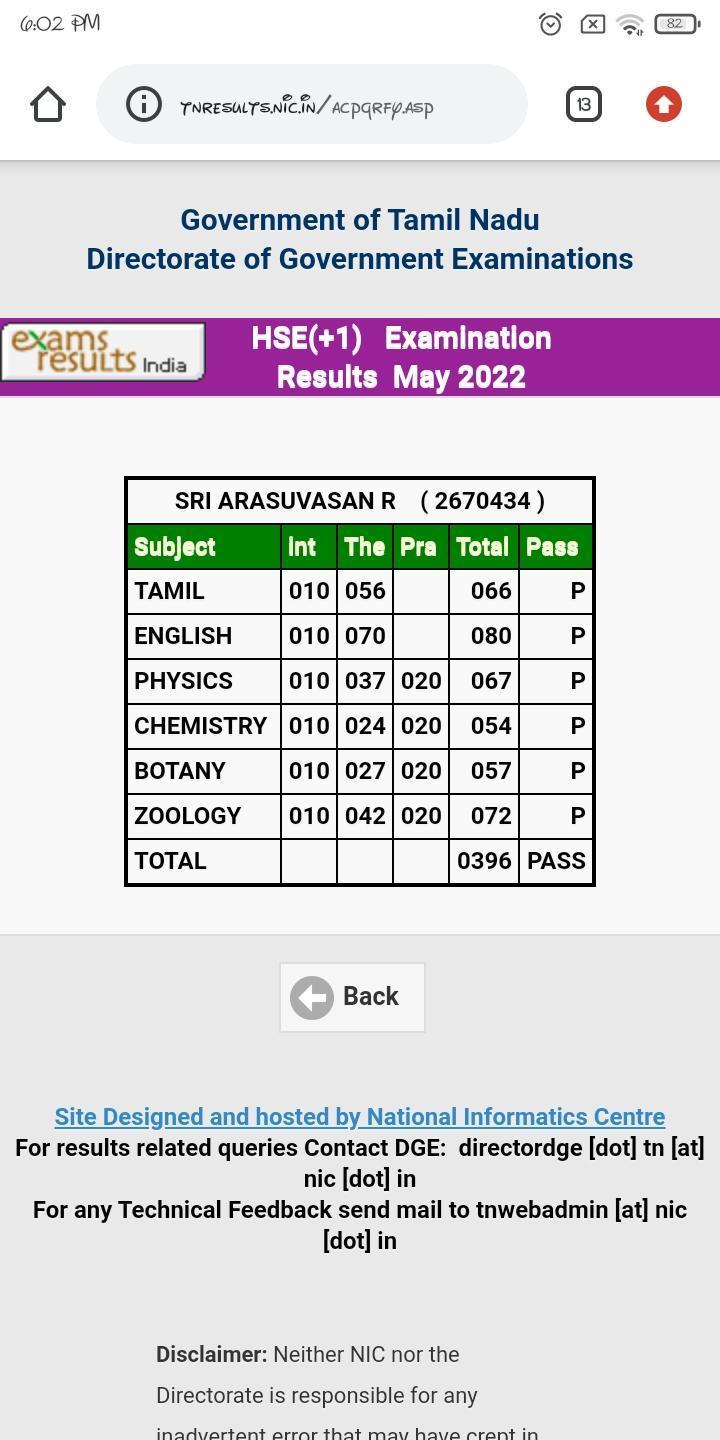 6:02 PM
82
TNRESULTS.NIC.IN/ACPGRFY.ASP
13
Government of Tamil Nadu
Directorate of Government Examinations
exams results India
HSE(+1) Examination
Results May 2022
SRI ARASUVASAN R ( 2670434 )
Subject Int The Pra Total Pass
TAMIL 010 056 066 P
ENGLISH 010 070 080 P
PHYSICS 010 037 020 067 P
CHEMISTRY 010 024 020 054 P
BOTANY 010 027 020 057 P
ZOOLOGY 010 042 020 072 P
TOTAL 0396 PASS
Back
Site Designed and hosted by National Informatics Centre
For results related queries Contact DGE: directordge [dot] tn [at]
nic [dot] in
For any Technical Feedback send mail to tnwebadmin [at] nic
[dot] in
Disclaimer: Neither NIC nor the
Directorate is responsible for any
inadvertent error that may have crept in